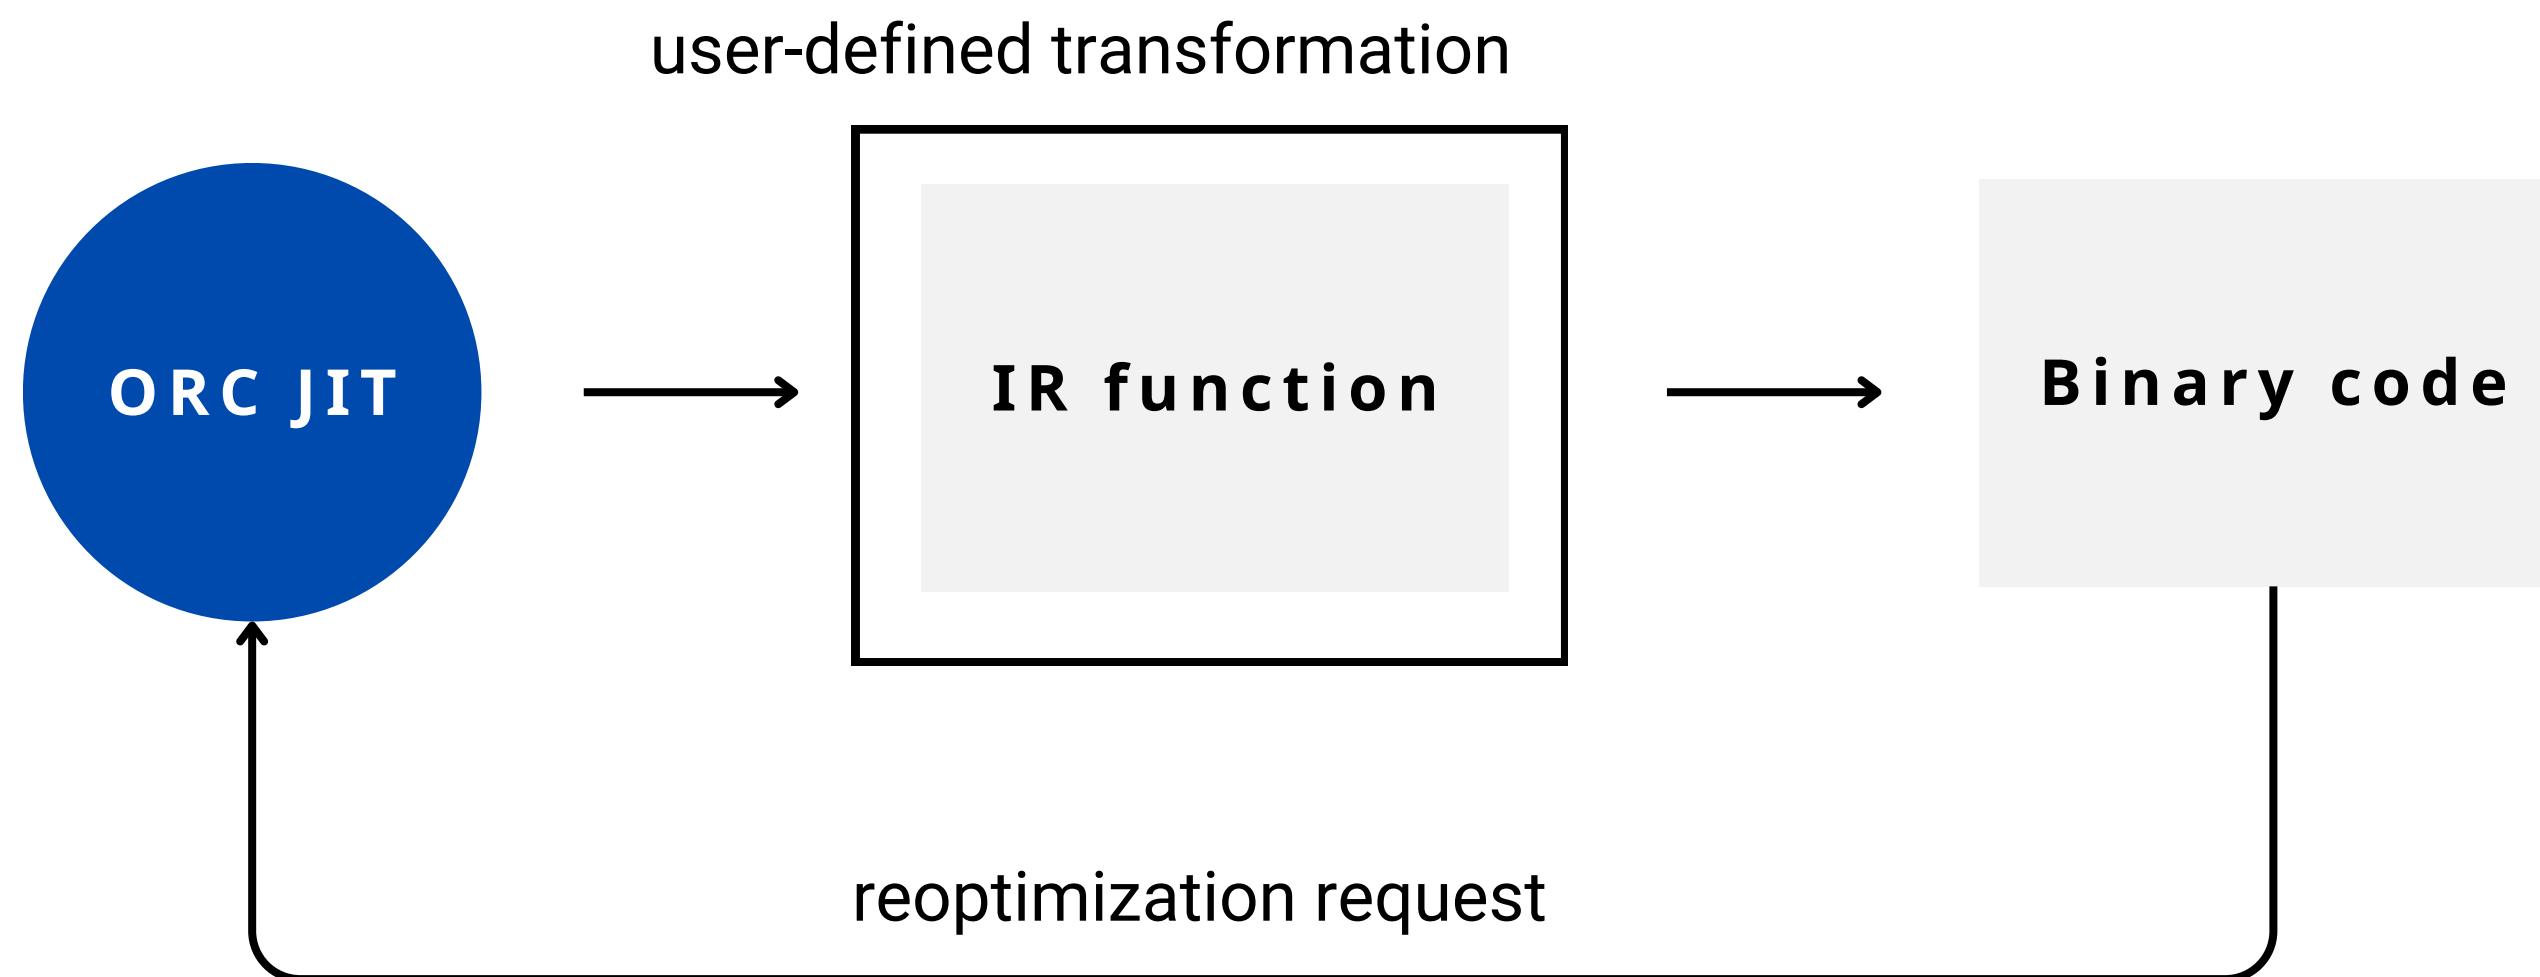 user-defined transformation
ORC JIT
IR function
Binary code
reoptimization request